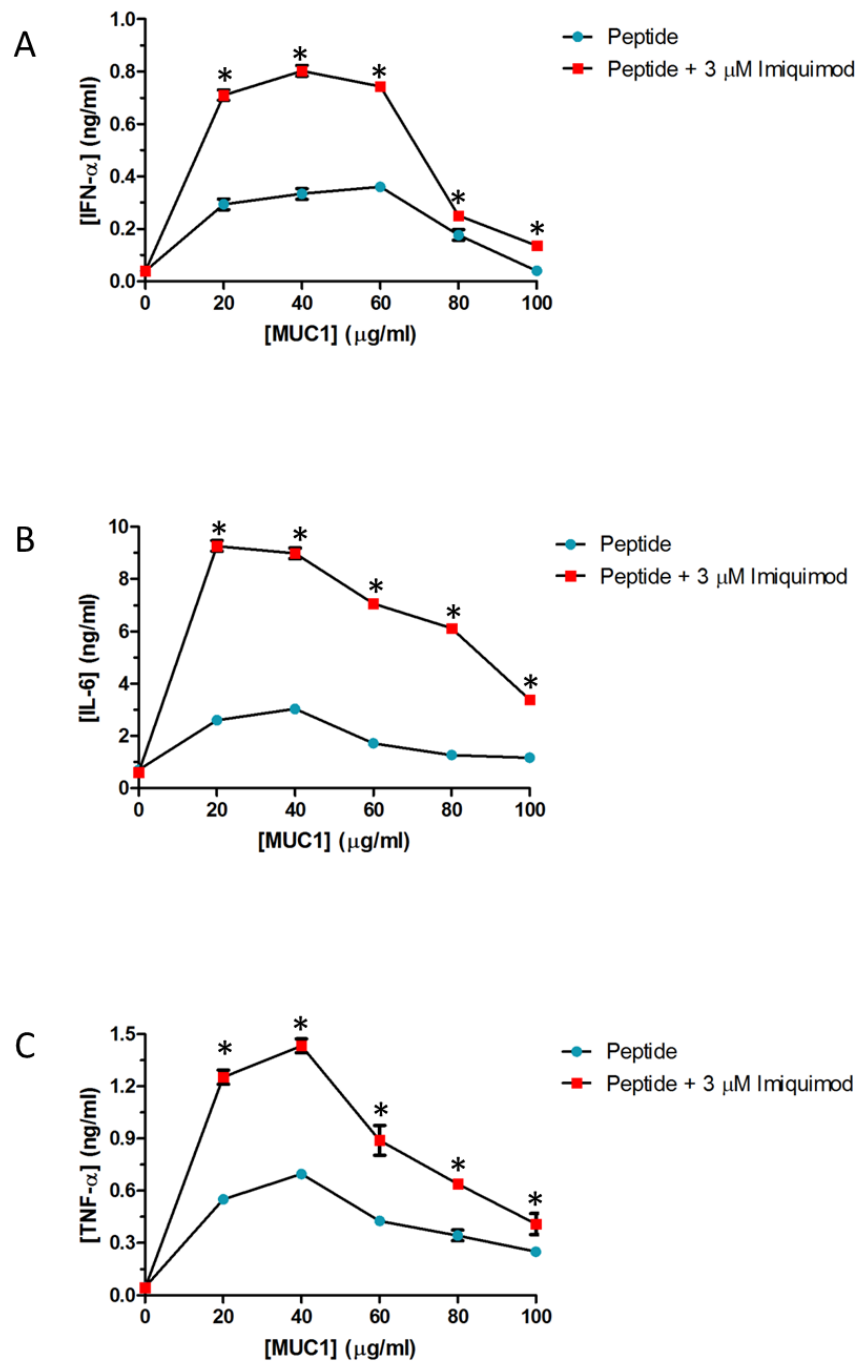 A
[IFN-α] (ng/ml)
1.0
0.8
0.6
0.4
0.2
0.0
* * * * *
0 20 40 60 80 100
[MUC1] (μg/ml)
Peptide
Peptide + 3 μM Imiquimod
B
[IL-6] (ng/ml)
10
8
6
4
2
0
* * * * *
0 20 40 60 80 100
[MUC1] (μg/ml)
Peptide
Peptide + 3 μM Imiquimod
C
[TNF-α] (ng/ml)
1.5
1.2
0.9
0.6
0.3
0.0
* * * * *
0 20 40 60 80 100
[MUC1] (μg/ml)
Peptide
Peptide + 3 μM Imiquimod